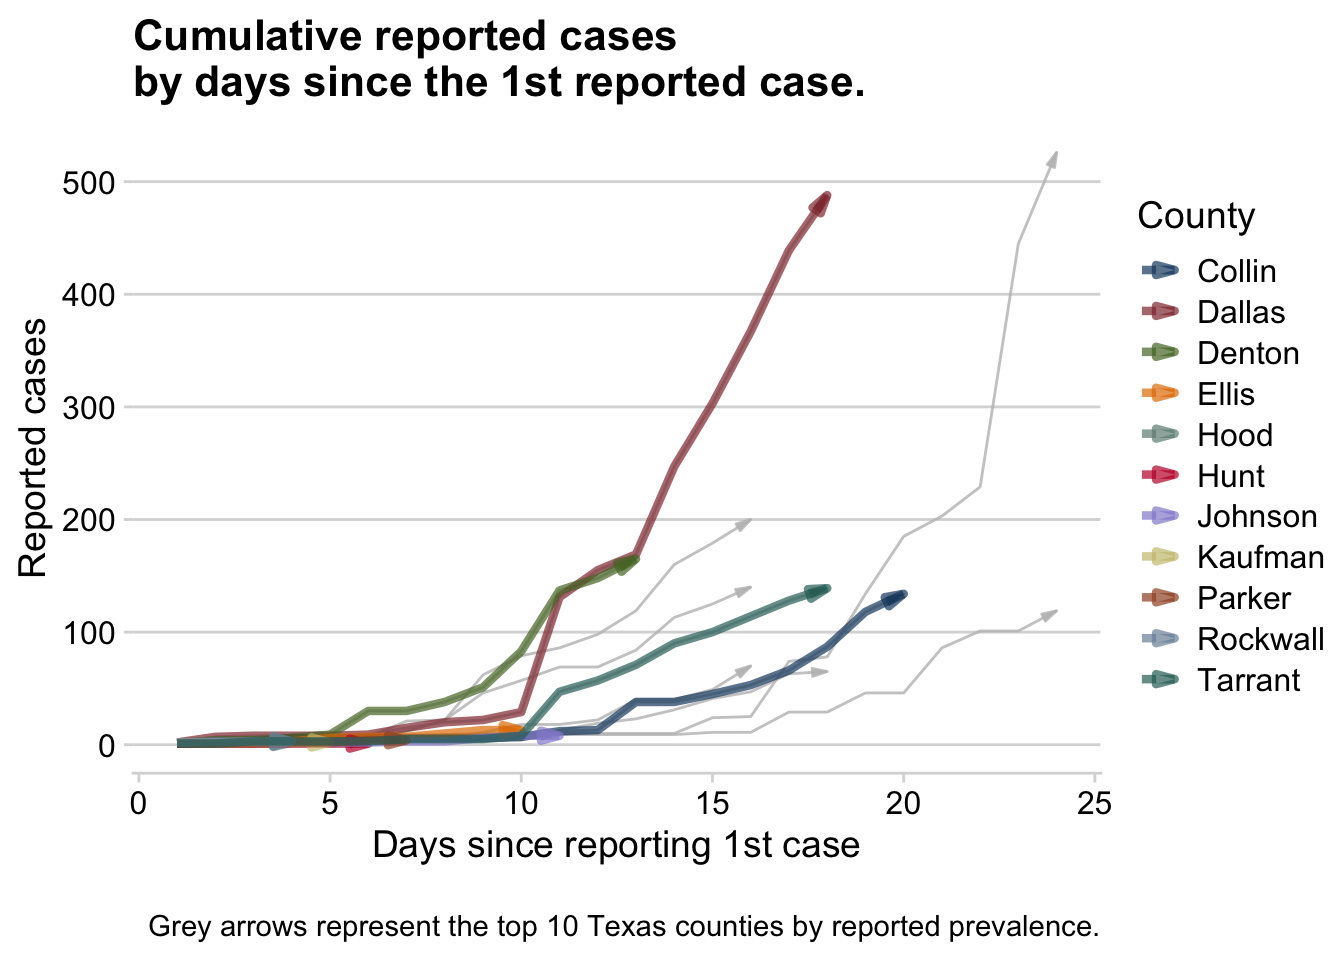 Cumulative reported cases
by days since the 1st reported case.
500
400
300
200
100
0
Reported cases
0 5 10 15 20 25
Days since reporting 1st case
County
Collin
Dallas
Denton
Ellis
Hood
Hunt
Johnson
Kaufman
Parker
Rockwall
Tarrant
Grey arrows represent the top 10 Texas counties by reported prevalence.